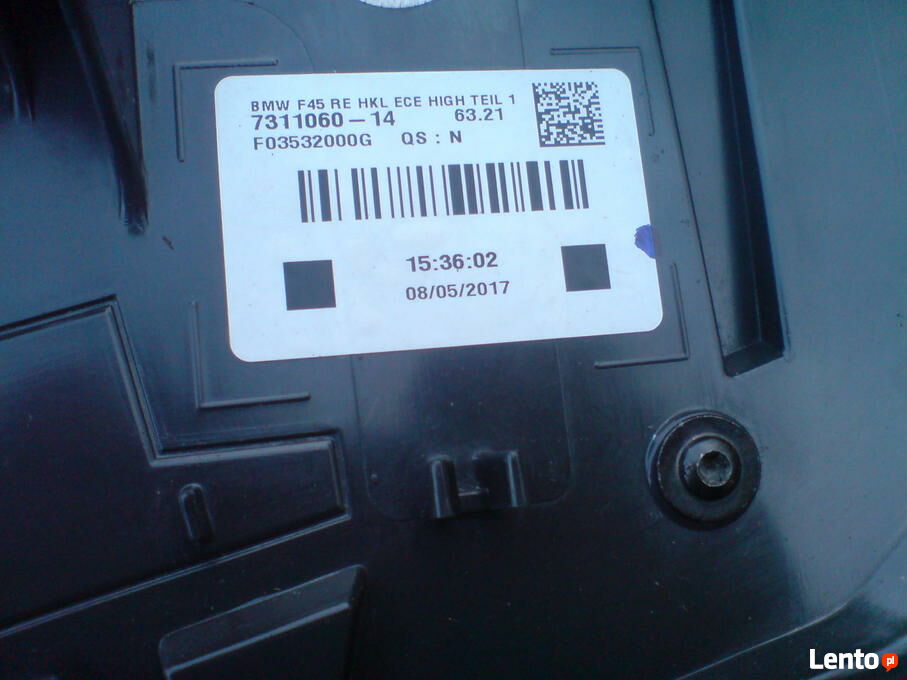 BMW F45 RE HKL ECE HIGH TEIL 1
7311060-14 63.21
F03532000G QS : N
15:36:02
08/05/2017
Lento pl